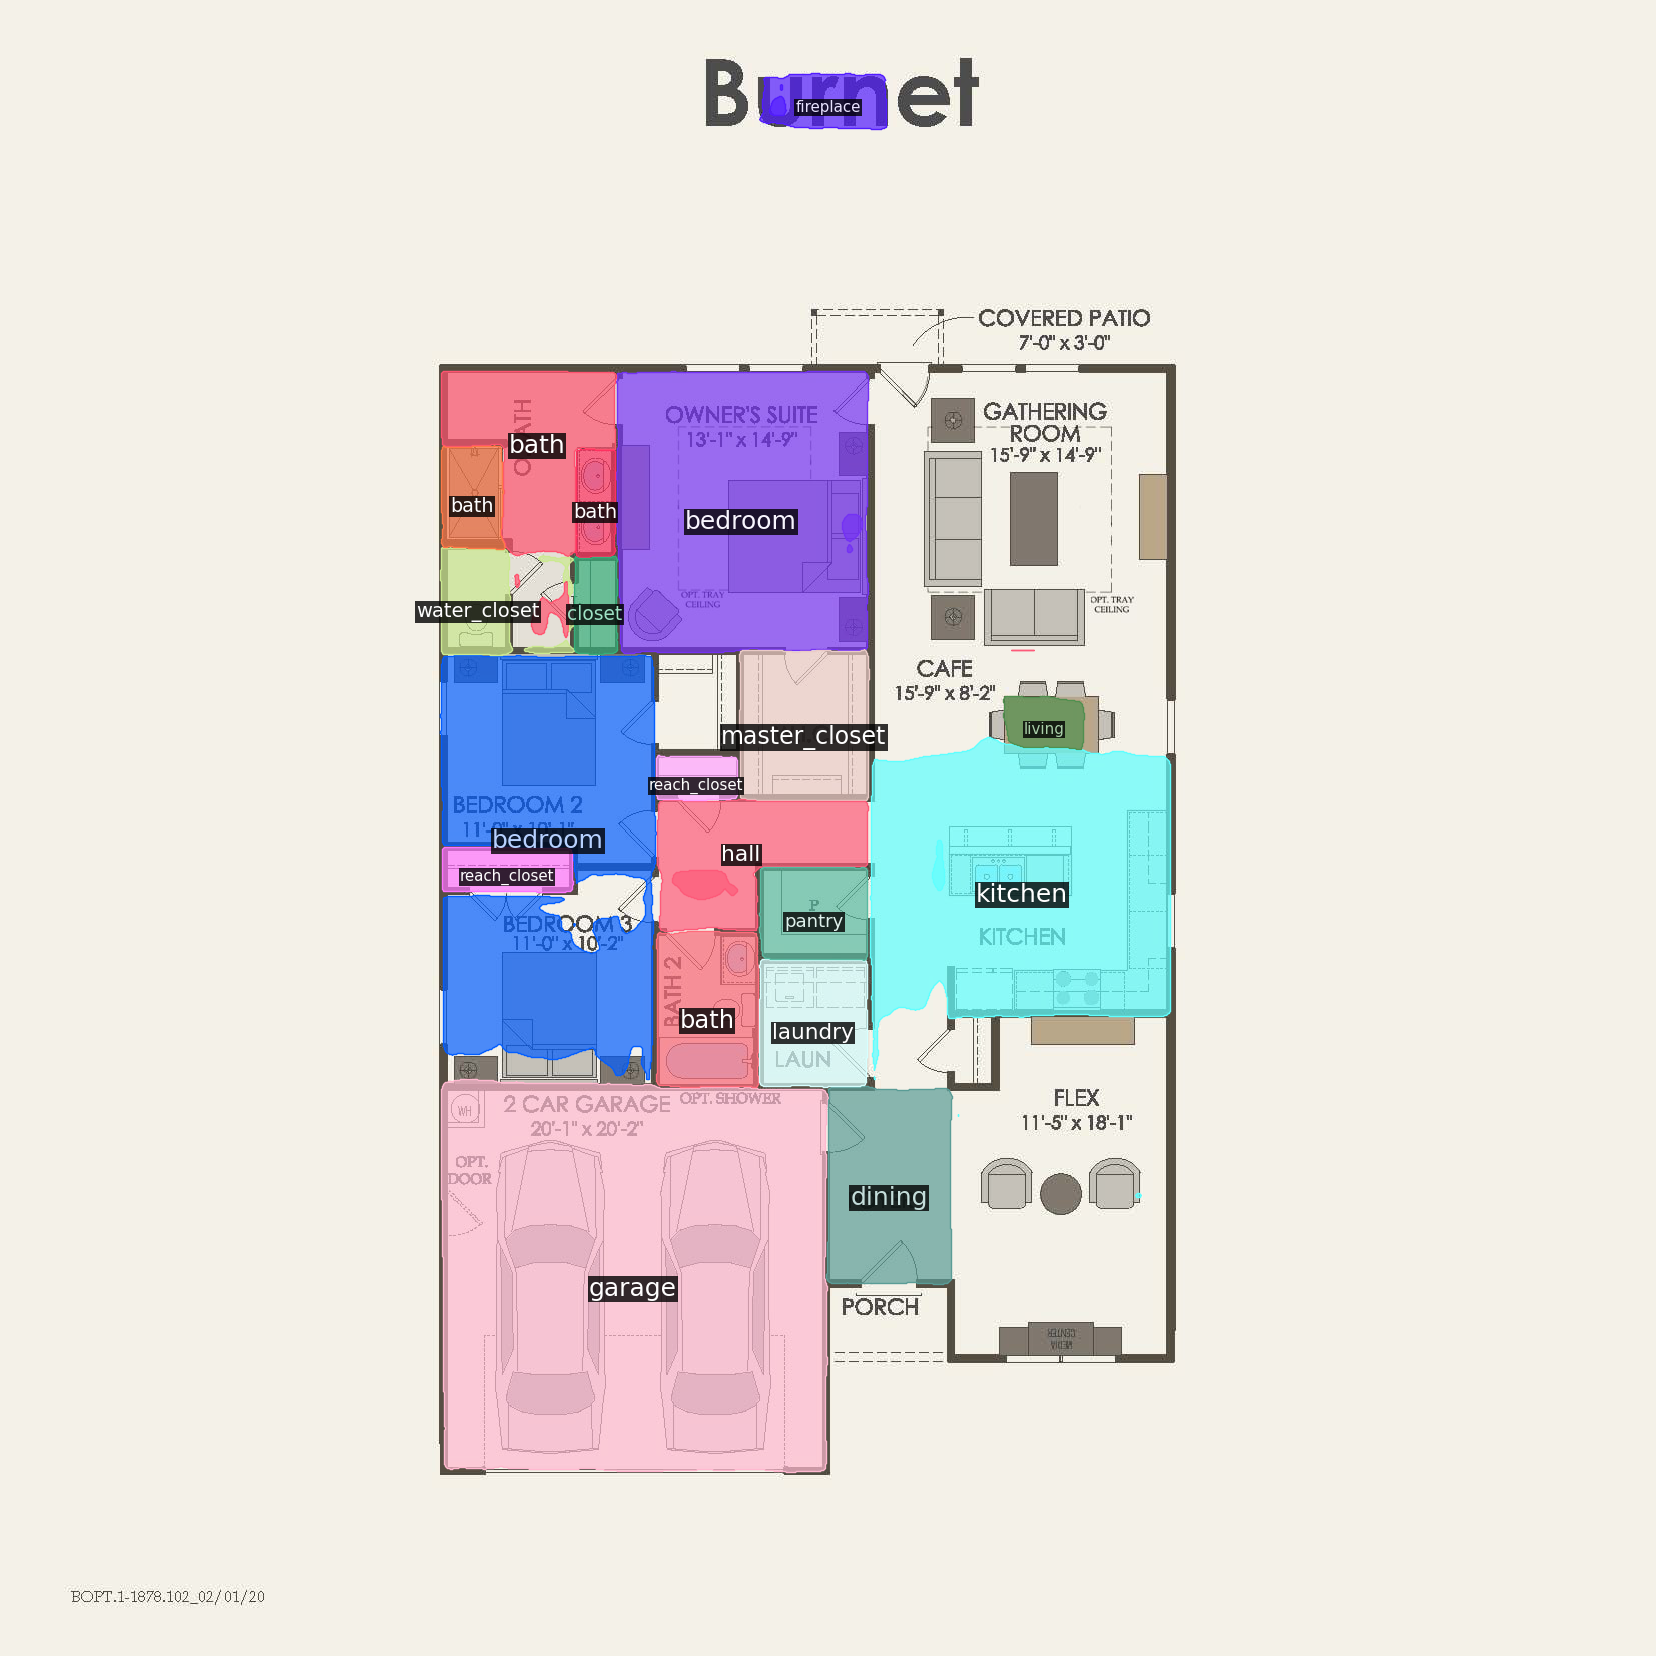 Burnet
fireplace
COVERED PATIO
7'-0" x 3'-0"
OWNER'S SUITE
13'-1" x 14'-9"
GATHERING
ROOM
15'-9" x 14'-9"
bath
bath
bath
bedroom
OPT. TRAY
CEILING
OPT. TRAY
CEILING
water_closet
closet
CAFE
15'-9" x 8'-2"
living
master_closet
reach_closet
BEDROOM 2
11'-0" x 10'-1"
bedroom
hall
reach_closet
kitchen
P
pantry
BEDROOM 3
11'-0" x 10'-2"
KITCHEN
BATH 2
bath
laundry
LAUN
2 CAR GARAGE
20'-1" x 20'-2"
OPT. SHOWER
WH
FLEX
11'-5" x 18'-1"
OPT.
DOOR
dining
garage
PORCH
MEDIA
CENTER
BOPT.1-1878.102_02/01/20